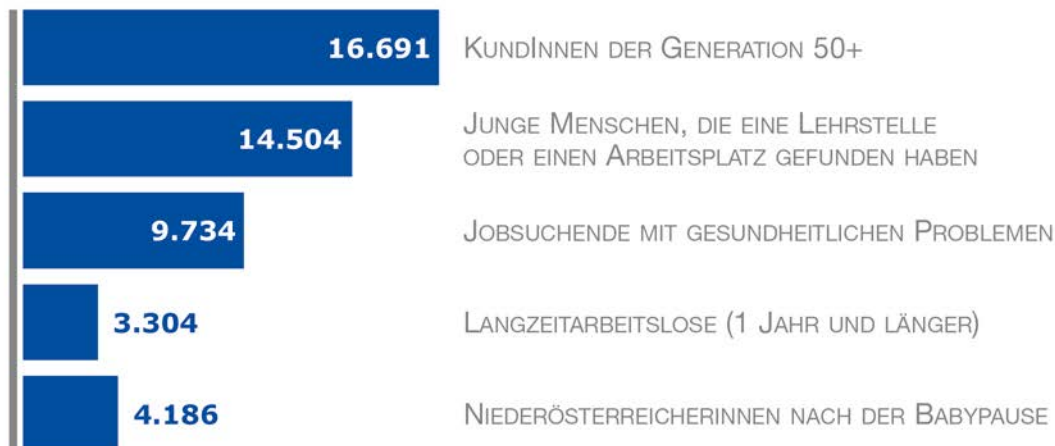 16.691 KundInnen der Generation 50+
14.504 Junge Menschen, die eine Lehrstelle
oder einen Arbeitsplatz gefunden haben
9.734 Jobsuchende mit gesundheitlichen Problemen
3.304 Langzeitarbeitslose (1 Jahr und länger)
4.186 Niederösterreicherinnen nach der Babypause